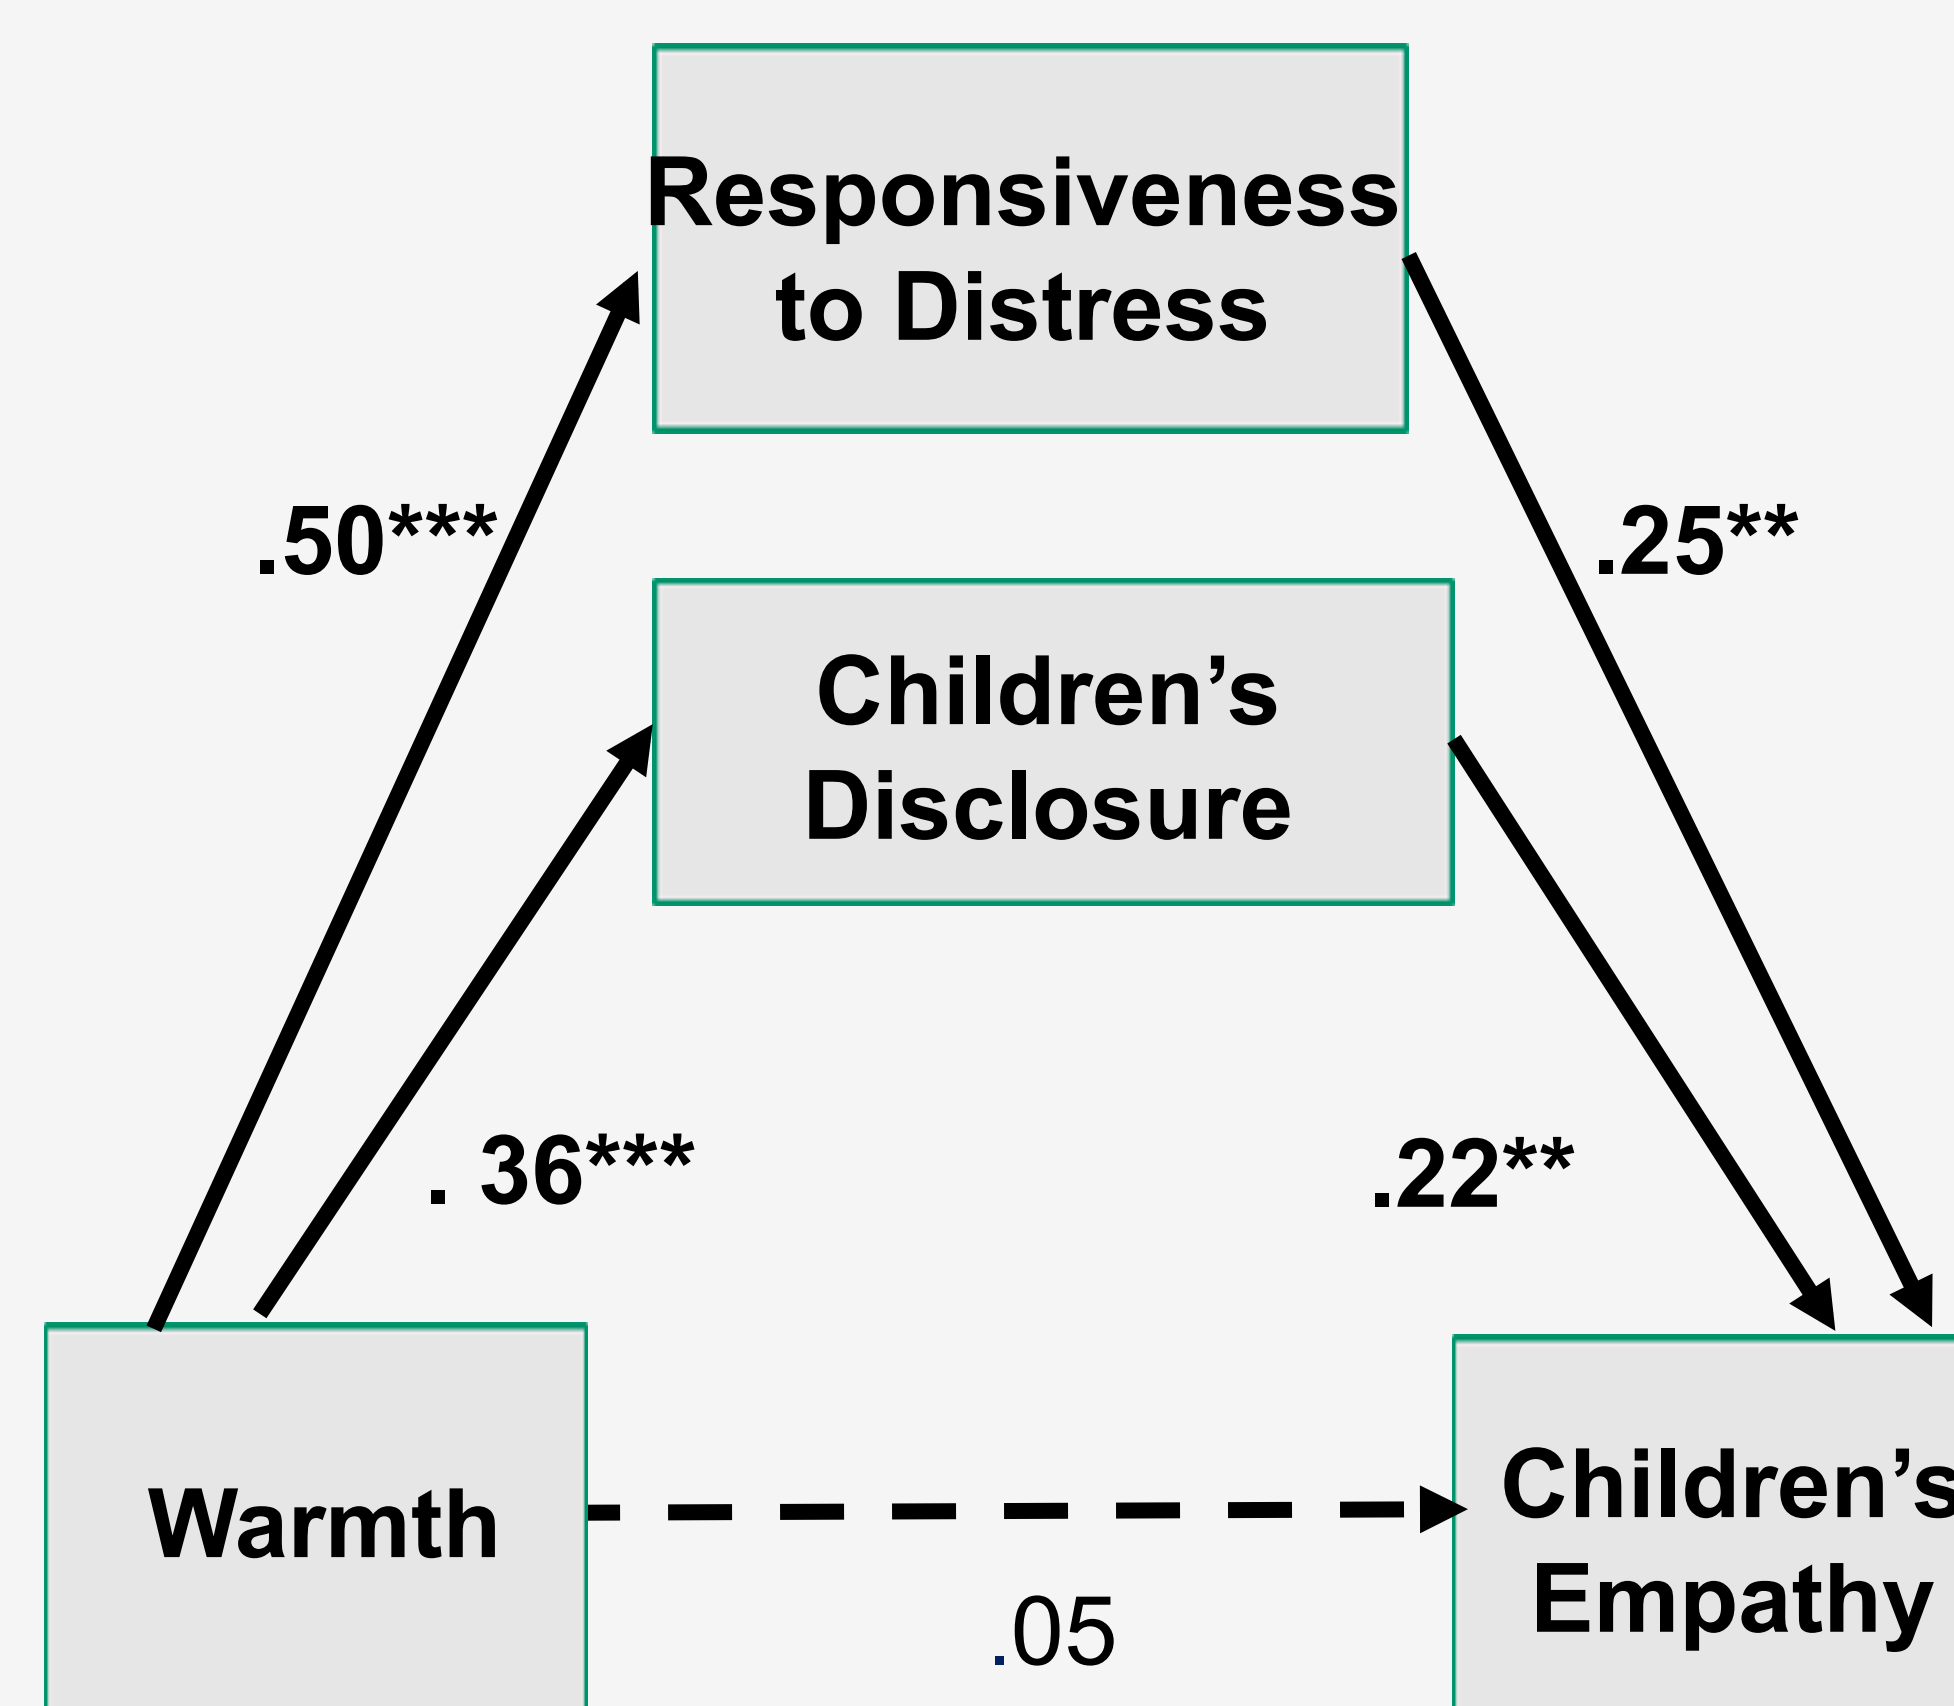 Responsiveness
to Distress
.50***
.25**
Children’s
Disclosure
. 36***
.22**
Warmth
Children’s
Empathy
.05